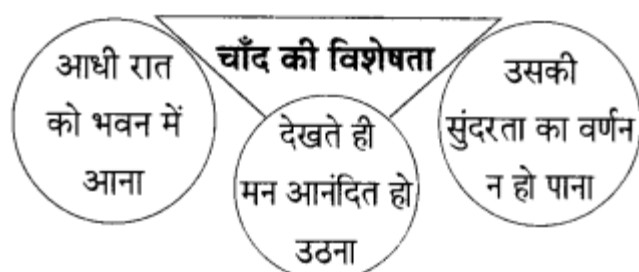 चाँद की विशेषता
आधी रात
को भवन में
आना
देखते ही
मन आनंदित हो
उठना
उसकी
सुंदरता का वर्णन
न हो पाना